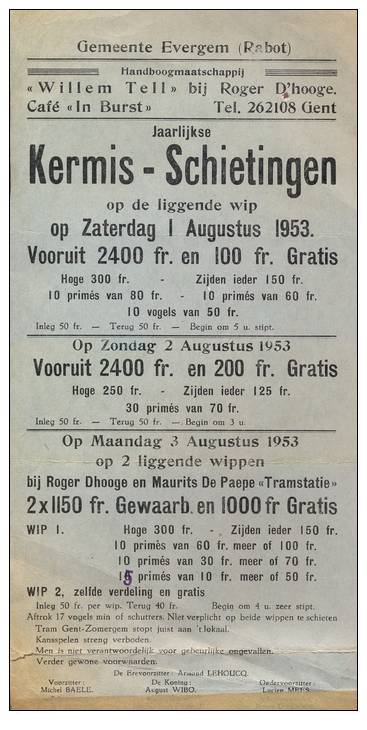 Gemeente Evergem (Rabot)
Handboogmaatschappij
« Willem Tell » bij Roger D'hooge.
Café «In Burst» Tel. 262108 Gent
Jaarlijkse
Kermis - Schietingen
op de liggende wip
op Zaterdag 1 Augustus 1953.
Vooruit 2400 fr. en 100 fr. Gratis
Hoge 300 fr. - Zijden ieder 150 fr.
10 primés van 80 fr. - 10 primés van 60 fr.
10 vogels van 50 fr.
Inleg 50 fr. — Terug 50 fr. — Begin om 5 u. stipt.
Op Zondag 2 Augustus 1953
Vooruit 2400 fr. en 200 fr. Gratis
Hoge 250 fr. - Zijden ieder 125 fr.
30 primés van 70 fr.
Inleg 50 fr. — Terug 50 fr. — Begin om 3 u.
Op Maandag 3 Augustus 1953
op 2 liggende wippen
bij Roger Dhooge en Maurits De Paepe «Tramstatie»
2 x 1150 fr. Gewaarb. en 1000 fr Gratis
WIP 1. Hoge 300 fr. - Zijden ieder 150 fr.
10 primés van 60 fr. meer of 100 fr.
10 primés van 30 fr. meer of 70 fr.
15 primés van 10 fr. meer of 50 fr.
WIP 2, zelfde verdeling en gratis
Inleg 50 fr. per wip. Terug 40 fr. Begin om 4 u. zeer stipt.
Aftrok 17 vogels min of schutters. Niet verplicht op beide wippen te schieten
Tram Gent-Zomergem stopt juist aan 't lokaal.
Kansspelen streng verboden.
Men is niet verantwoordelijk voor gebeurlijke ongevallen.
Verder gewone voorwaarden.
De Erevoorzitter: Armand LEHOUCQ.
Voorzitter: De Koning: Ondervoorzitter:
Michel BAELE. August WIBO. Lucien MEES